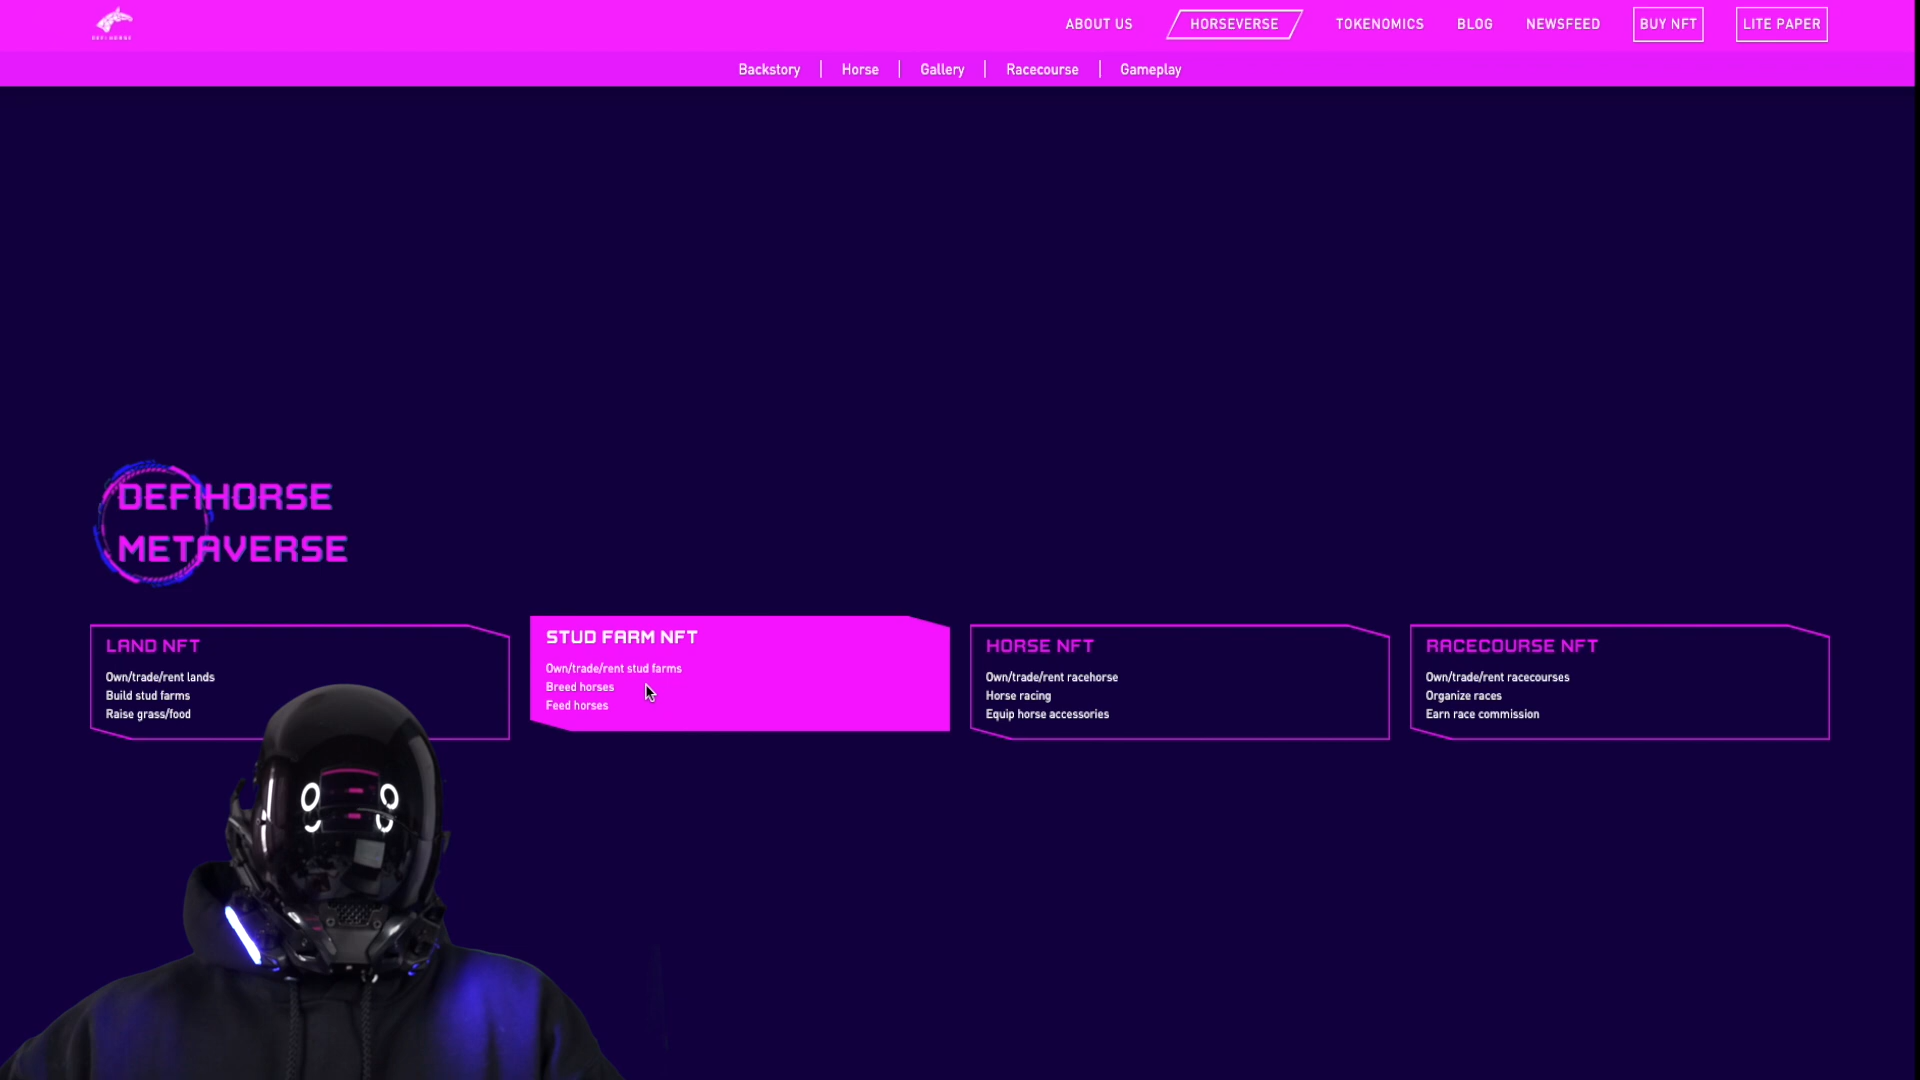 DEFIHORSE
ABOUT US
HORSEVERSE
TOKENOMICS
BLOG
NEWSFEED
BUY NFT
LITE PAPER
Backstory
Horse
Gallery
Racecourse
Gameplay
DEFIHORSE
METAVERSE
LAND NFT
Own/trade/rent lands
Build stud farms
Raise grass/food
STUD FARM NFT
Own/trade/rent stud farms
Breed horses
Feed horses
HORSE NFT
Own/trade/rent racehorse
Horse racing
Equip horse accessories
RACECOURSE NFT
Own/trade/rent racecourses
Organize races
Earn race commission